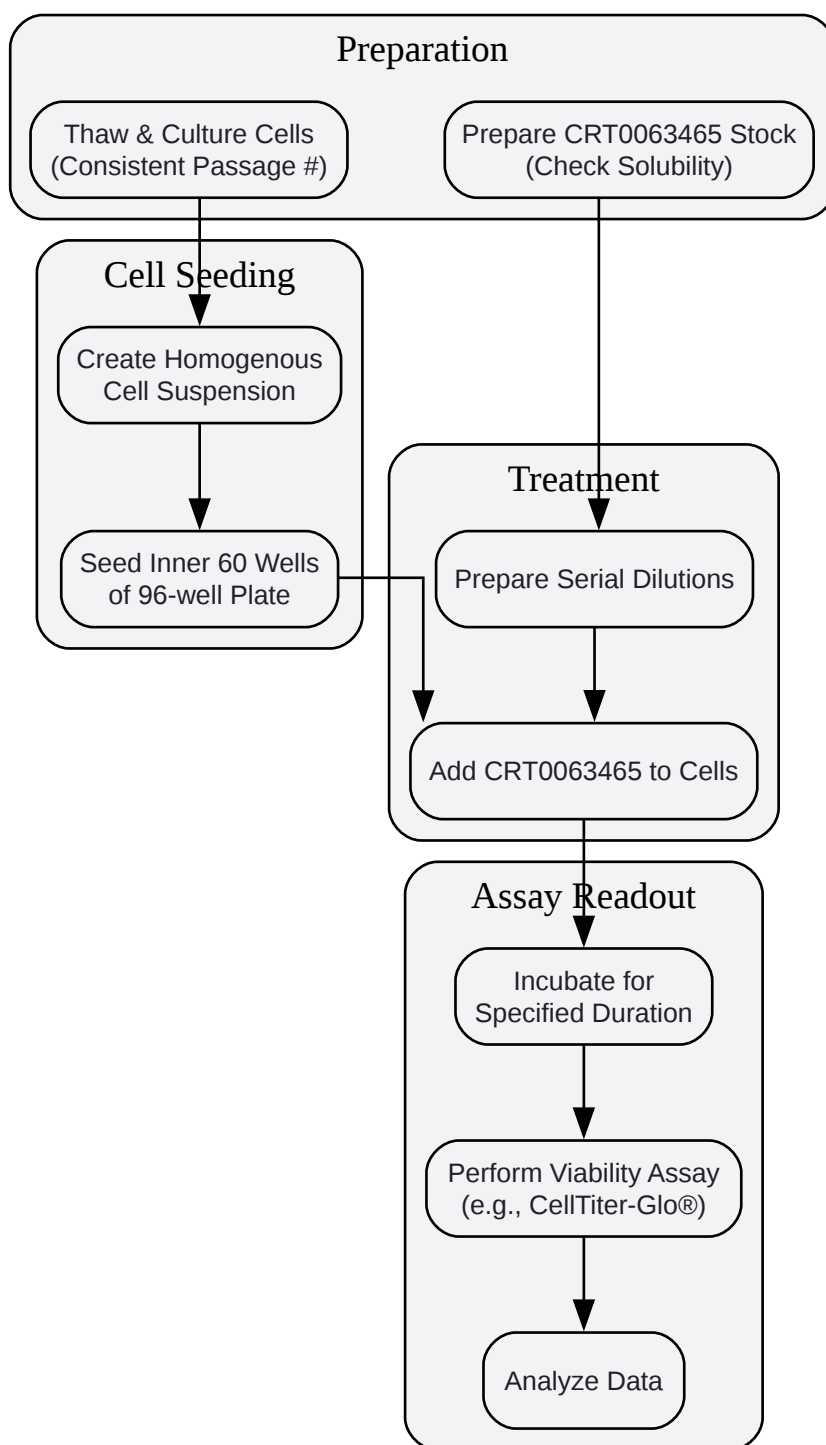 Preparation
Thaw & Culture Cells
(Consistent Passage #)
Prepare CRT0063465 Stock
(Check Solubility)
Cell Seeding
Create Homogenous
Cell Suspension
Seed Inner 60 Wells
of 96-well Plate
Treatment
Prepare Serial Dilutions
Add CRT0063465 to Cells
Assay Readout
Incubate for
Specified Duration
Perform Viability Assay
(e.g., CellTiter-Glo®)
Analyze Data